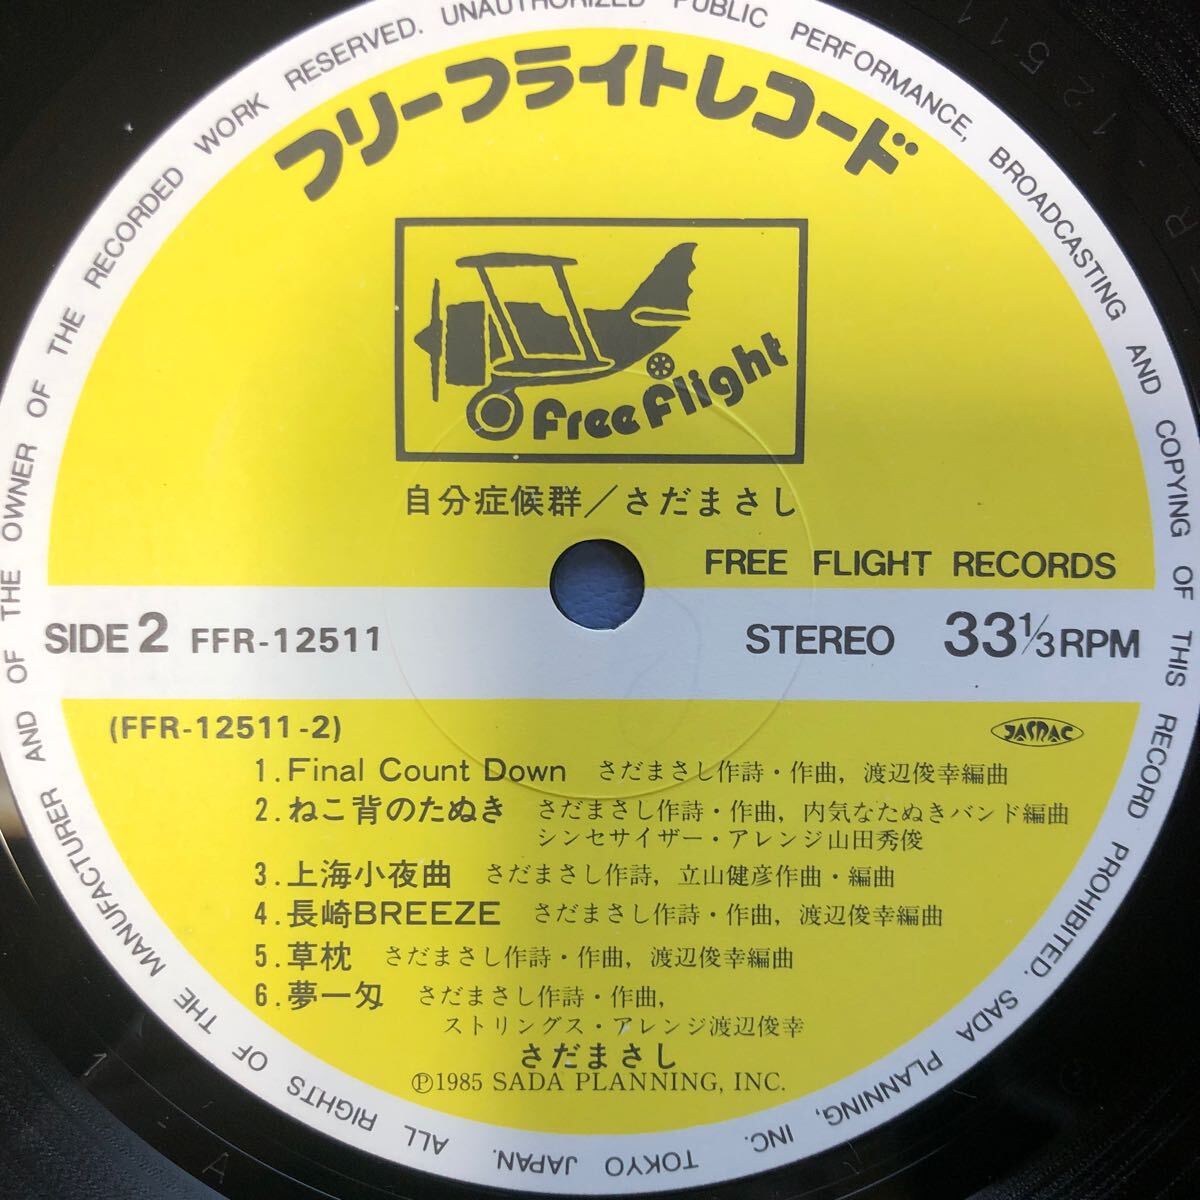 ALL RIGHTS OF THE MANUFACTURER AND OF THE OWNER OF THE RECORDED WORK RESERVED. UNAUTHORIZED PUBLIC PERFORMANCE, BROADCASTING AND COPYING OF THIS RECORD PROHIBITED. SADA PLANNING, INC. TOKYO JAPAN.
フリーフライトレコード
Free Flight
自分症候群/さだまさし
FREE FLIGHT RECORDS
SIDE 2 FFR-12511 STEREO 33 1/3 RPM
(FFR-12511-2)
JASRAC
1. Final Count Down さだまさし作詩・作曲, 渡辺俊幸編曲
2. ねこ背のたぬき さだまさし作詩・作曲, 内気なたぬきバンド編曲
シンセサイザー・アレンジ山田秀俊
3. 上海小夜曲 さだまさし作詩, 立山健彦作曲・編曲
4. 長崎BREEZE さだまさし作詩・作曲, 渡辺俊幸編曲
5. 草枕 さだまさし作詩・作曲, 渡辺俊幸編曲
6. 夢一匁 さだまさし作詩・作曲,
ストリングス・アレンジ渡辺俊幸
さだまさし
Ⓟ1985 SADA PLANNING, INC.